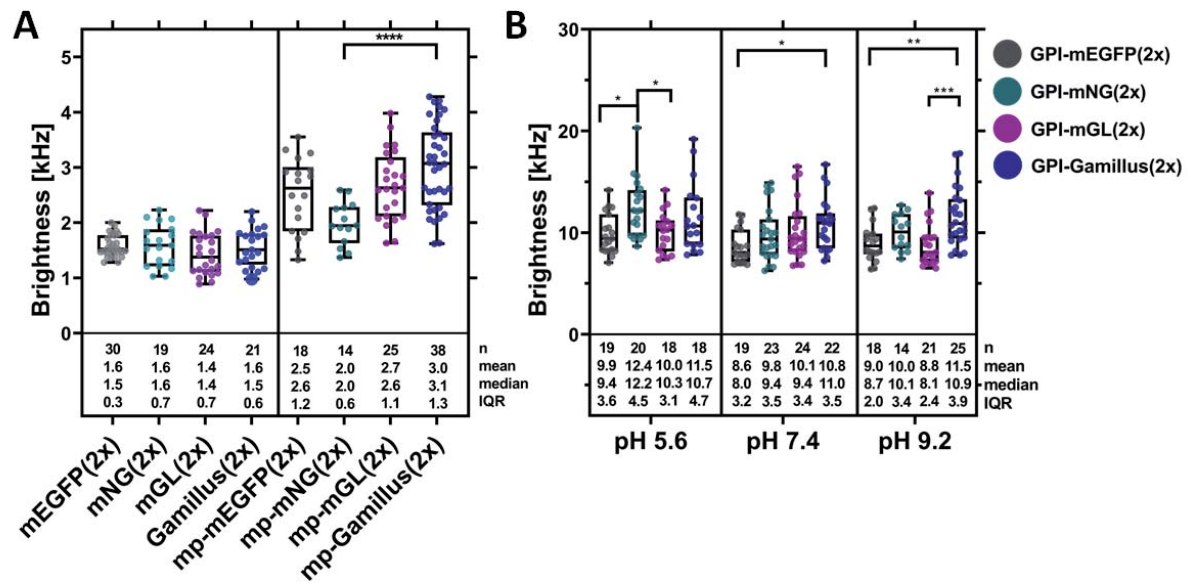 A
Brightness [kHz]
5
4
3
2
1
0
****
30 19 24 21 18 14 25 38 n
1.6 1.6 1.4 1.6 2.5 2.0 2.7 3.0 mean
1.5 1.6 1.4 1.5 2.6 2.0 2.6 3.1 median
0.3 0.7 0.7 0.6 1.2 0.6 1.1 1.3 IQR
mEGFP(2x)
mNG(2x)
mGL(2x)
Gamillus(2x)
mp-mEGFP(2x)
mp-mNG(2x)
mp-mGL(2x)
mp-Gamillus(2x)
B
Brightness [kHz]
30
20
10
0
* *
*
**
***
19 20 18 18 19 23 24 22 18 14 21 25 n
9.9 12.4 10.0 11.5 8.6 9.8 10.1 10.8 9.0 10.0 8.8 11.5 mean
9.4 12.2 10.3 10.7 8.0 9.4 9.4 11.0 8.7 10.1 8.1 10.9 median
3.6 4.5 3.1 4.7 3.2 3.5 3.4 3.5 2.0 3.4 2.4 3.9 IQR
pH 5.6 pH 7.4 pH 9.2
GPI-mEGFP(2x)
GPI-mNG(2x)
GPI-mGL(2x)
GPI-Gamillus(2x)